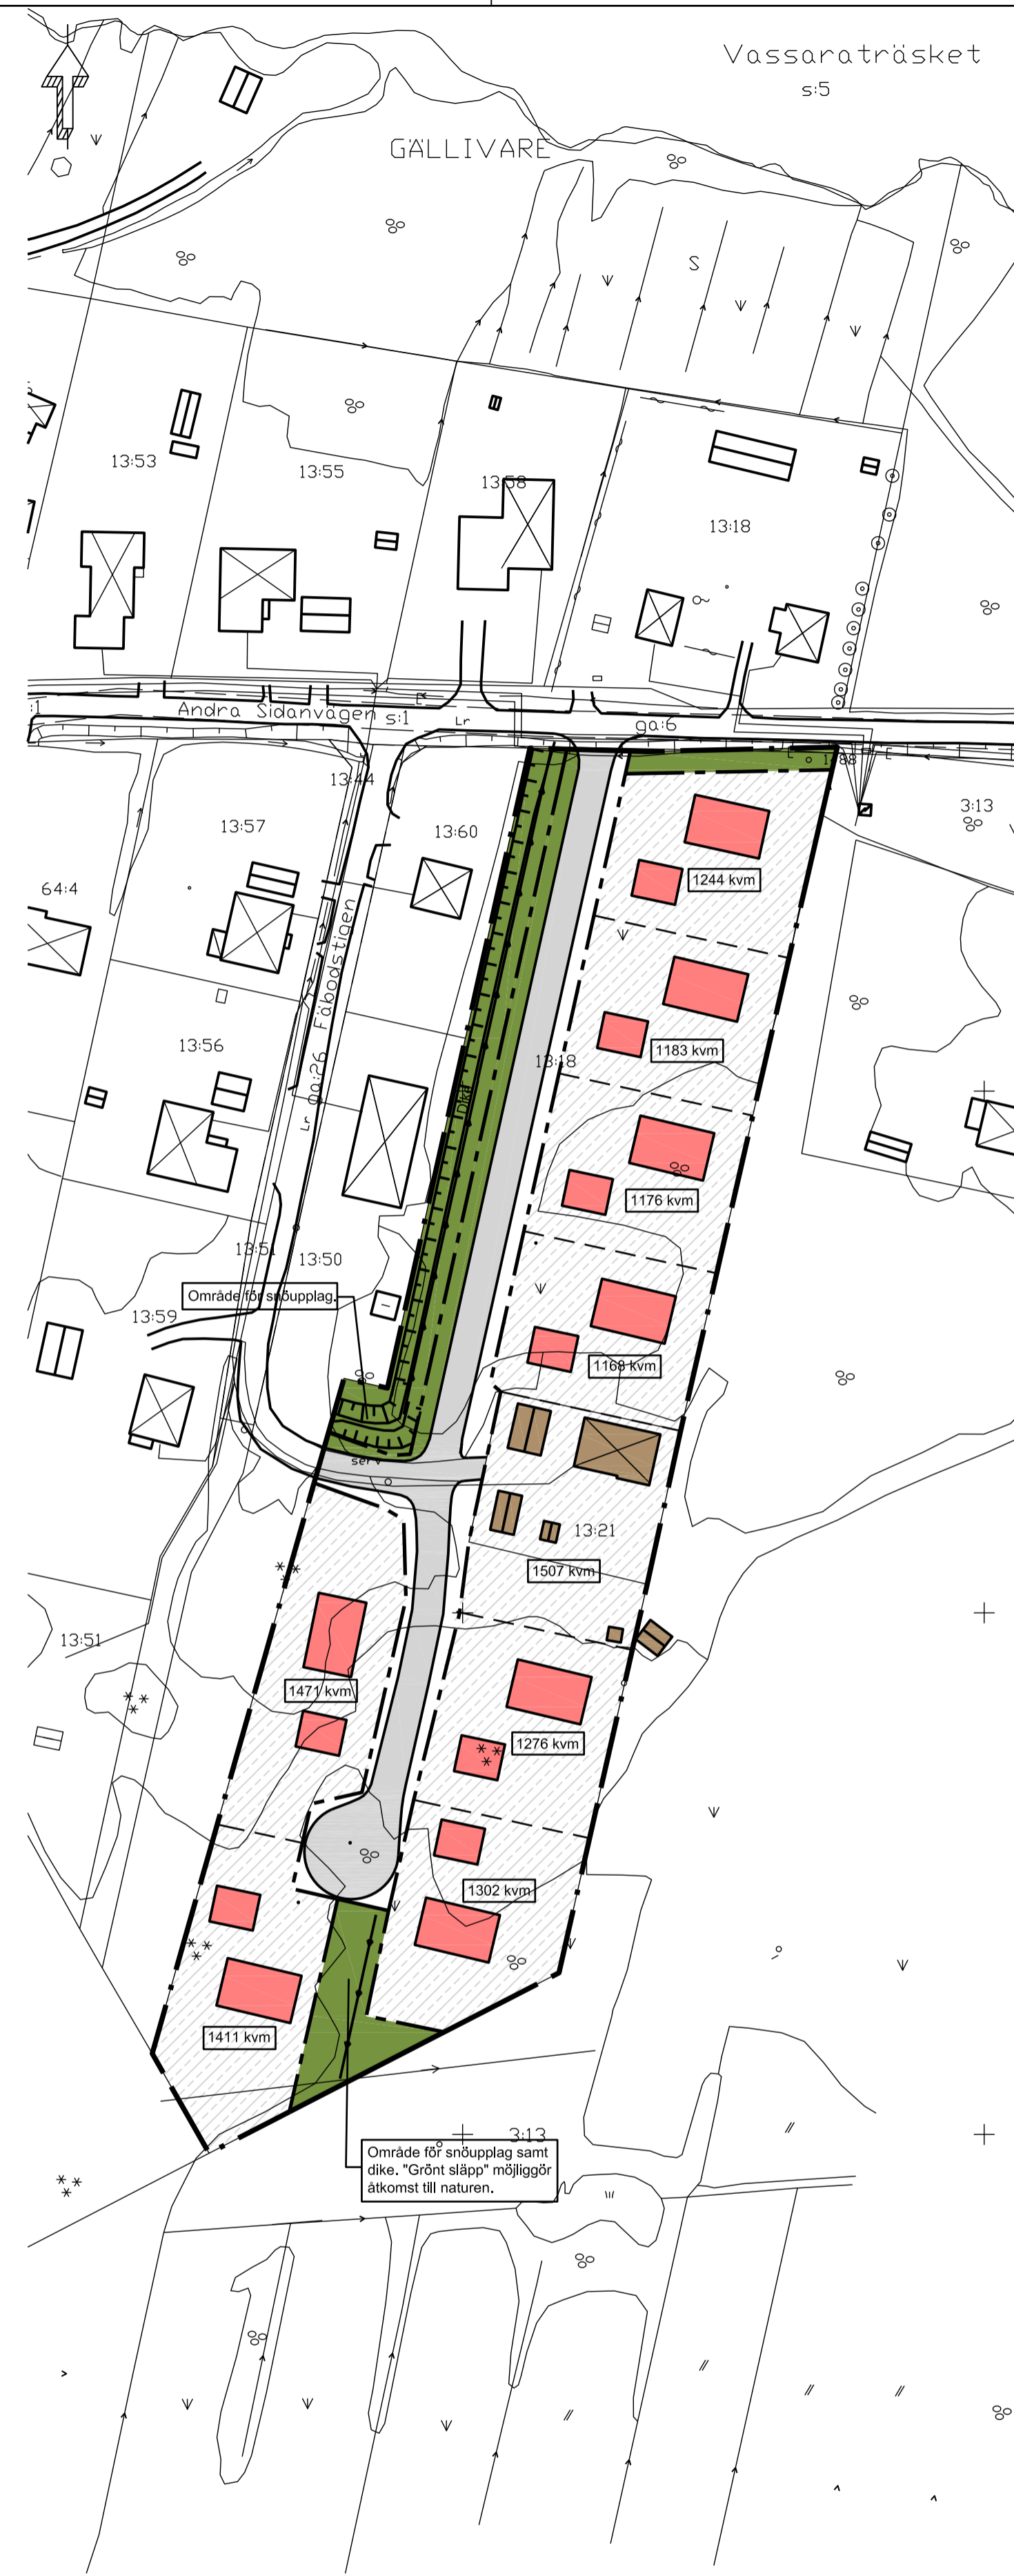 Vassaraträsket
s:5
GÄLLIVARE
S
13:53
13:55
13:58
13:18
:1
Andra Sidanvägen s:1
E
Lr
ga:6
E
E
13:44
3:13
13:57
13:60
64:4
1244 kvm
Fäbodstigen
13:56
ga:26
Lr
1183 kvm
13:18
Dike
1176 kvm
13:51
13:50
Område för snöupplag.
13:59
1168 kvm
serv
13:21
1507 kvm
13:51
1471 kvm
1276 kvm
1302 kvm
1411 kvm
3:13
Område för snöupplag samt
dike. "Grönt släpp" möjliggör
åtkomst till naturen.